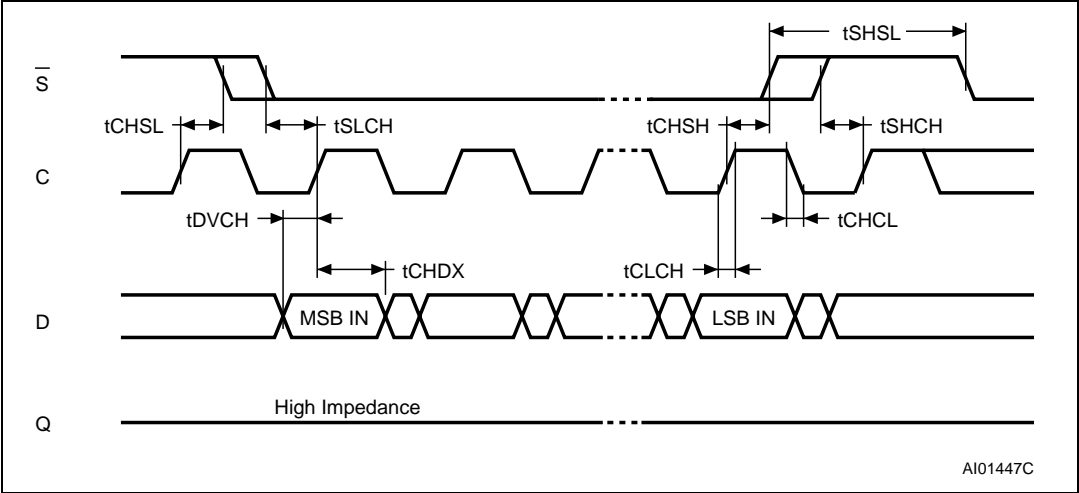 tSHSL
S̅
tCHSL
tSLCH
tCHSH
tSHCH
C
tDVCH
tCHCL
tCHDX
tCLCH
D
MSB IN
LSB IN
High Impedance
Q
AI01447C